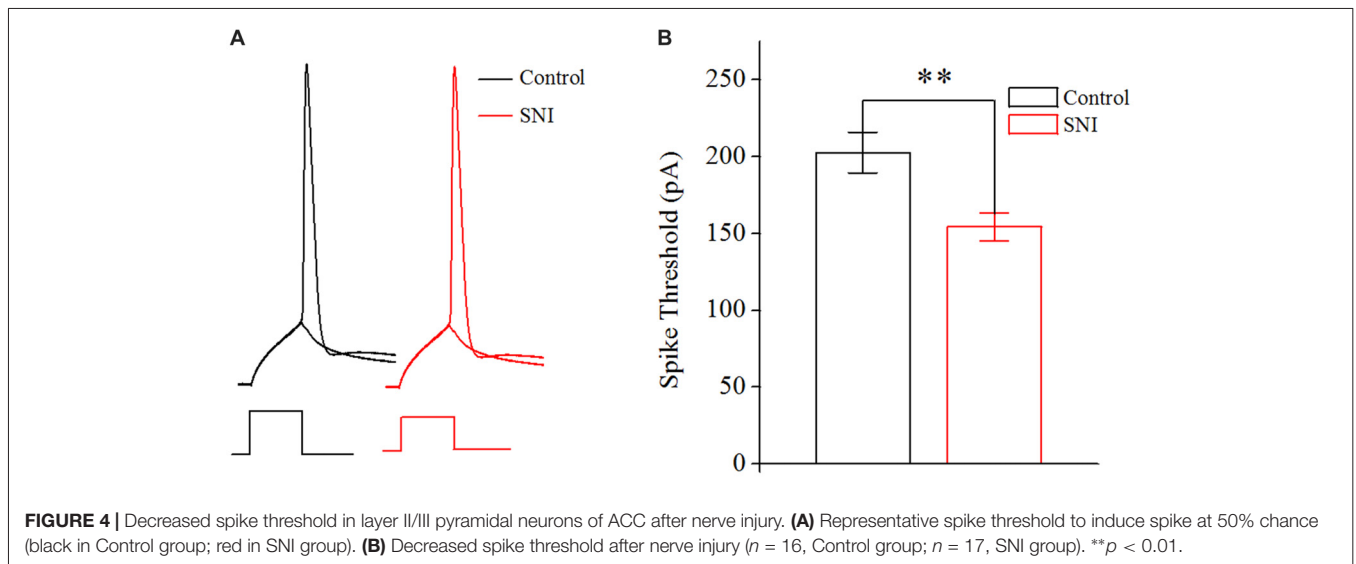 A
Control
SNI
B
Spike Threshold (pA)
250
200
150
100
50
0
**
Control
SNI
FIGURE 4 | Decreased spike threshold in layer II/III pyramidal neurons of ACC after nerve injury. (A) Representative spike threshold to induce spike at 50% chance
(black in Control group; red in SNI group). (B) Decreased spike threshold after nerve injury (n = 16, Control group; n = 17, SNI group). **p < 0.01.